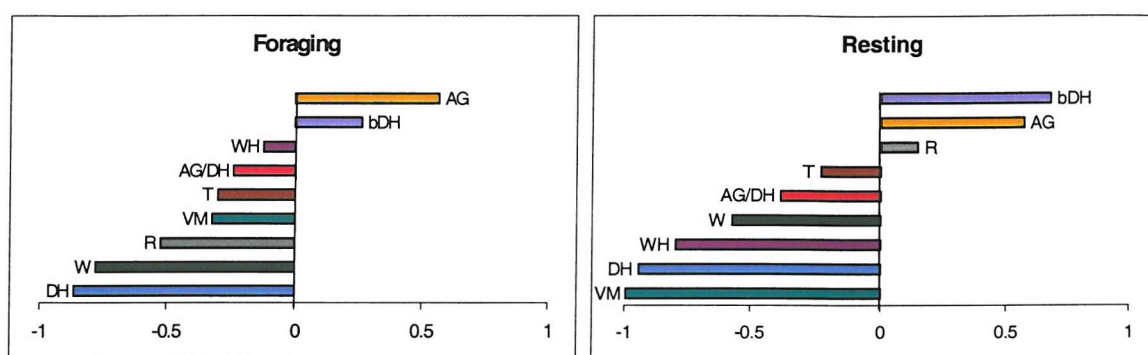 Foraging
AG
bDH
WH
AG/DH
T
VM
R
W
DH
-1 -0.5 0 0.5 1
Resting
bDH
AG
R
T
AG/DH
W
WH
DH
VM
-1 -0.5 0 0.5 1